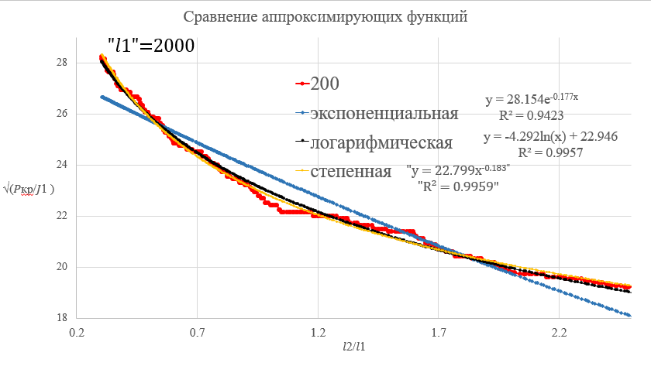 Сравнение аппроксимирующих функций
"l1"=2000
28
26
24
22
20
18
√(Pкр/J1 )
200
экспоненциальная
y = 28.154e-0.177x
R² = 0.9423
логарифмическая
y = -4.292ln(x) + 22.946
R² = 0.9957
степенная
"y = 22.799x-0.183"
"R² = 0.9959"
0.2 0.7 1.2 1.7 2.2
l2/l1